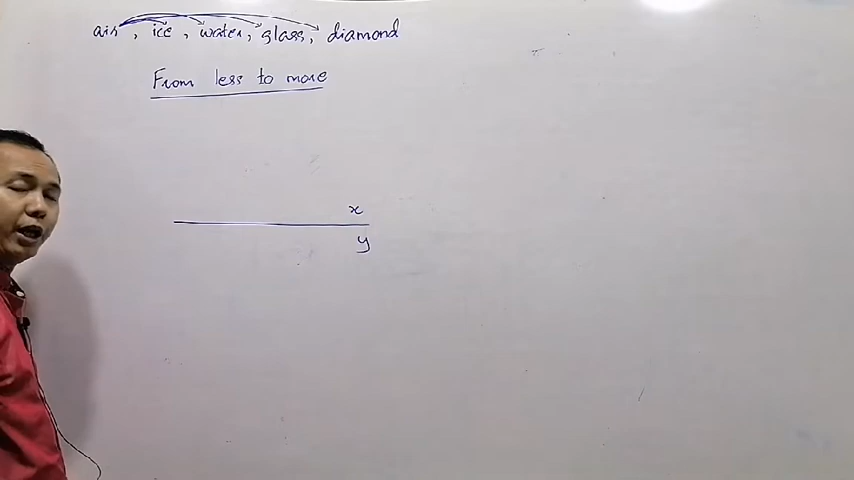 air, ice, water, glass, diamond
From less to more
x
y